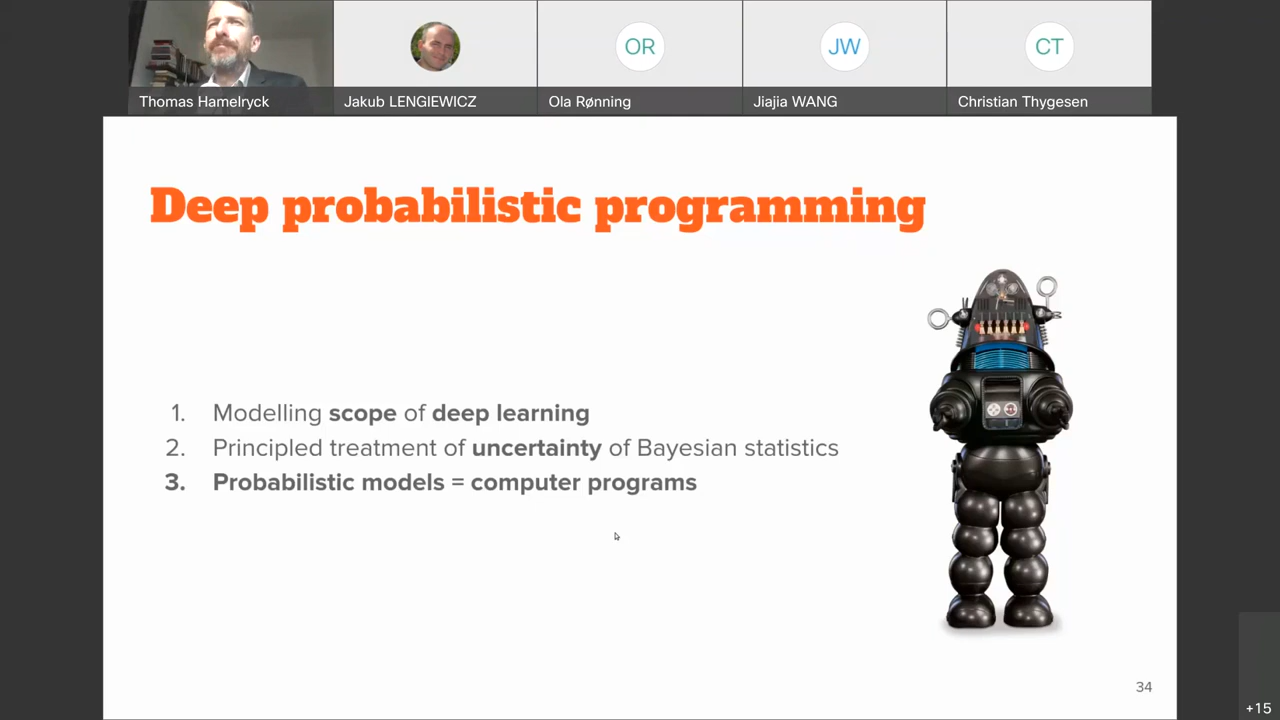 Thomas Hamelryck
Jakub LENGIEWICZ
OR
Ola Rønning
JW
Jiajia WANG
CT
Christian Thygesen
Deep probabilistic programming
1. Modelling scope of deep learning
2. Principled treatment of uncertainty of Bayesian statistics
3. Probabilistic models = computer programs
34
+15